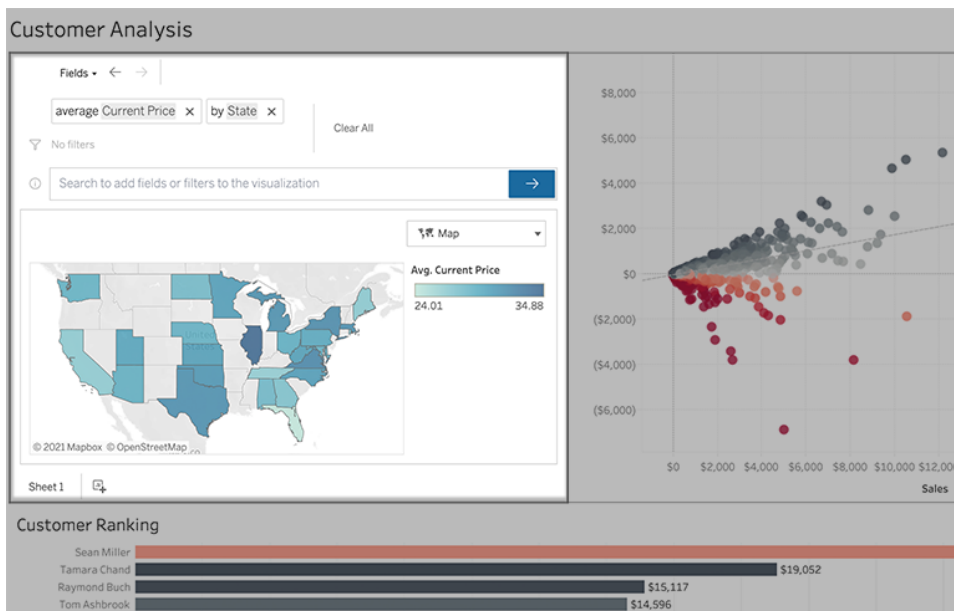 Customer Analysis
Fields
average Current Price × by State ×
Clear All
No filters
Search to add fields or filters to the visualization
Map
Avg. Current Price
24.01 34.88
United
States
© 2021 Mapbox © OpenStreetMap
Sheet 1
$8,000
$6,000
$4,000
$2,000
$0
($2,000)
($4,000)
($6,000)
$0 $2,000 $4,000 $6,000 $8,000 $10,000 $12,00
Sales
Customer Ranking
Sean Miller
Tamara Chand $19,052
Raymond Buch $15,117
Tom Ashbrook $14,596